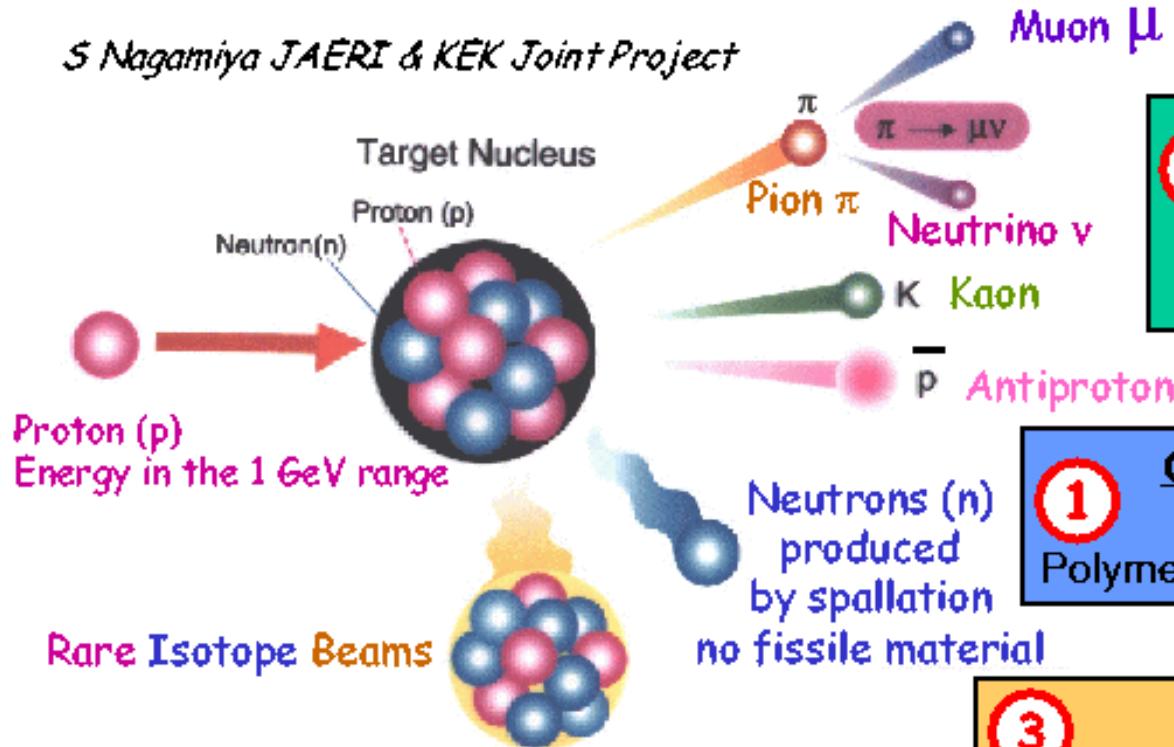 S Nagamiya JAERI & KEK Joint Project
Muon μ
π
π → μν
Target Nucleus
Pion π
Proton (p)
Neutrino ν
Neutron(n)
K Kaon
p̅ Antiproton
Proton (p)
Energy in the 1 GeV range
Neutrons (n)
produced
by spallation
no fissile material
1
Rare Isotope Beams
3